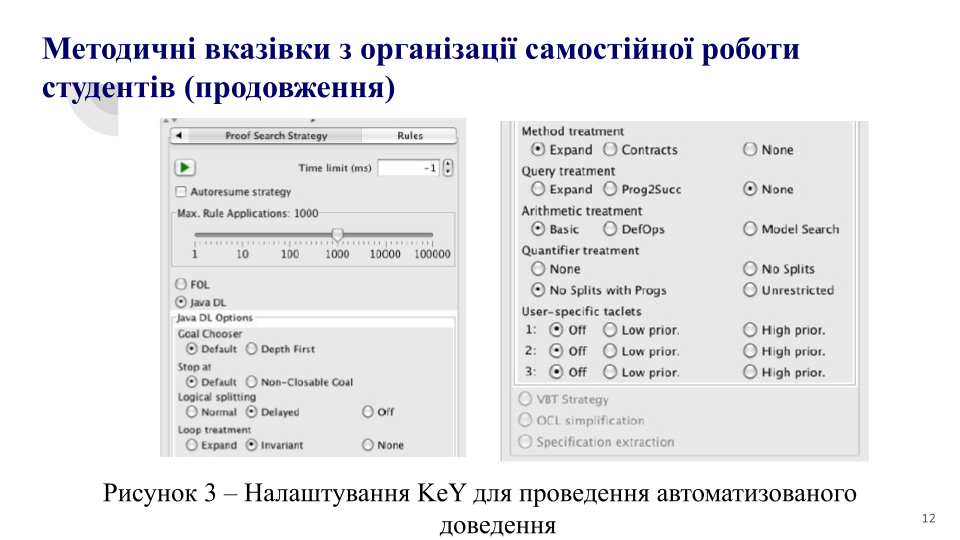 Методичні вказівки з організації самостійної роботи
студентів (продовження)
Proof Search Strategy Rules
Time limit (ms) -1
Autoresume strategy
Max. Rule Applications: 1000
1 10 100 1000 10000 100000
FOL
Java DL
Java DL Options
Goal Chooser
Default Depth First
Stop at
Default Non-Closable Goal
Logical splitting
Normal Delayed Off
Loop treatment
Expand Invariant None
Method treatment
Expand Contracts None
Query treatment
Expand Prog2Succ None
Arithmetic treatment
Basic DefOps Model Search
Quantifier treatment
None No Splits
No Splits with Progs Unrestricted
User-specific taclets
1: Off Low prior. High prior.
2: Off Low prior. High prior.
3: Off Low prior. High prior.
VBT Strategy
OCL simplification
Specification extraction
Рисунок 3 – Налаштування KeY для проведення автоматизованого
доведення
12